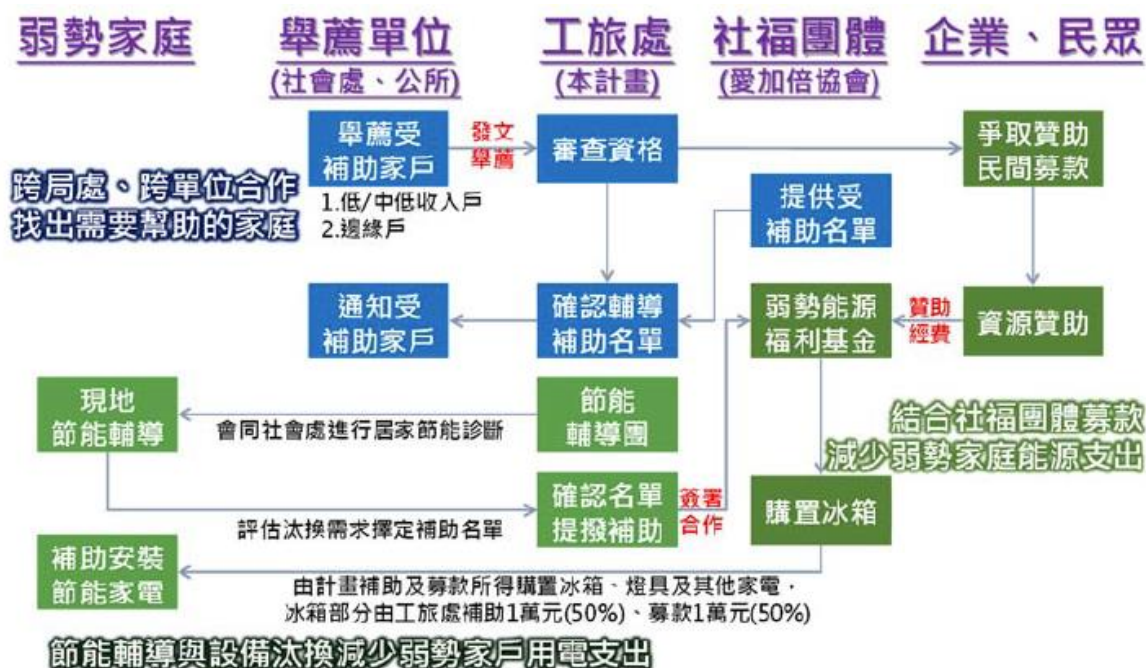 弱勢家庭
舉薦單位
(社會處、公所)
工旅處
(本計畫)
社福團體
(愛加倍協會)
企業、民眾
舉薦受
補助家戶
發文
舉薦
審查資格
爭取贊助
民間募款
跨局處、跨單位合作
找出需要幫助的家庭
1.低/中低收入戶
2.邊緣戶
提供受
補助名單
通知受
補助家戶
確認輔導
補助名單
弱勢能源
福利基金
贊助
經費
資源贊助
現地
節能輔導
會同社會處進行居家節能診斷
節能
輔導團
結合社福團體募款
減少弱勢家庭能源支出
評估汰換需求擇定補助名單
確認名單
提撥補助
簽署
合作
購置冰箱
補助安裝
節能家電
由計畫補助及募款所得購置冰箱、燈具及其他家電，
冰箱部分由工旅處補助1萬元(50%)、募款1萬元(50%)
節能輔導與設備汰換減少弱勢家戶用電支出